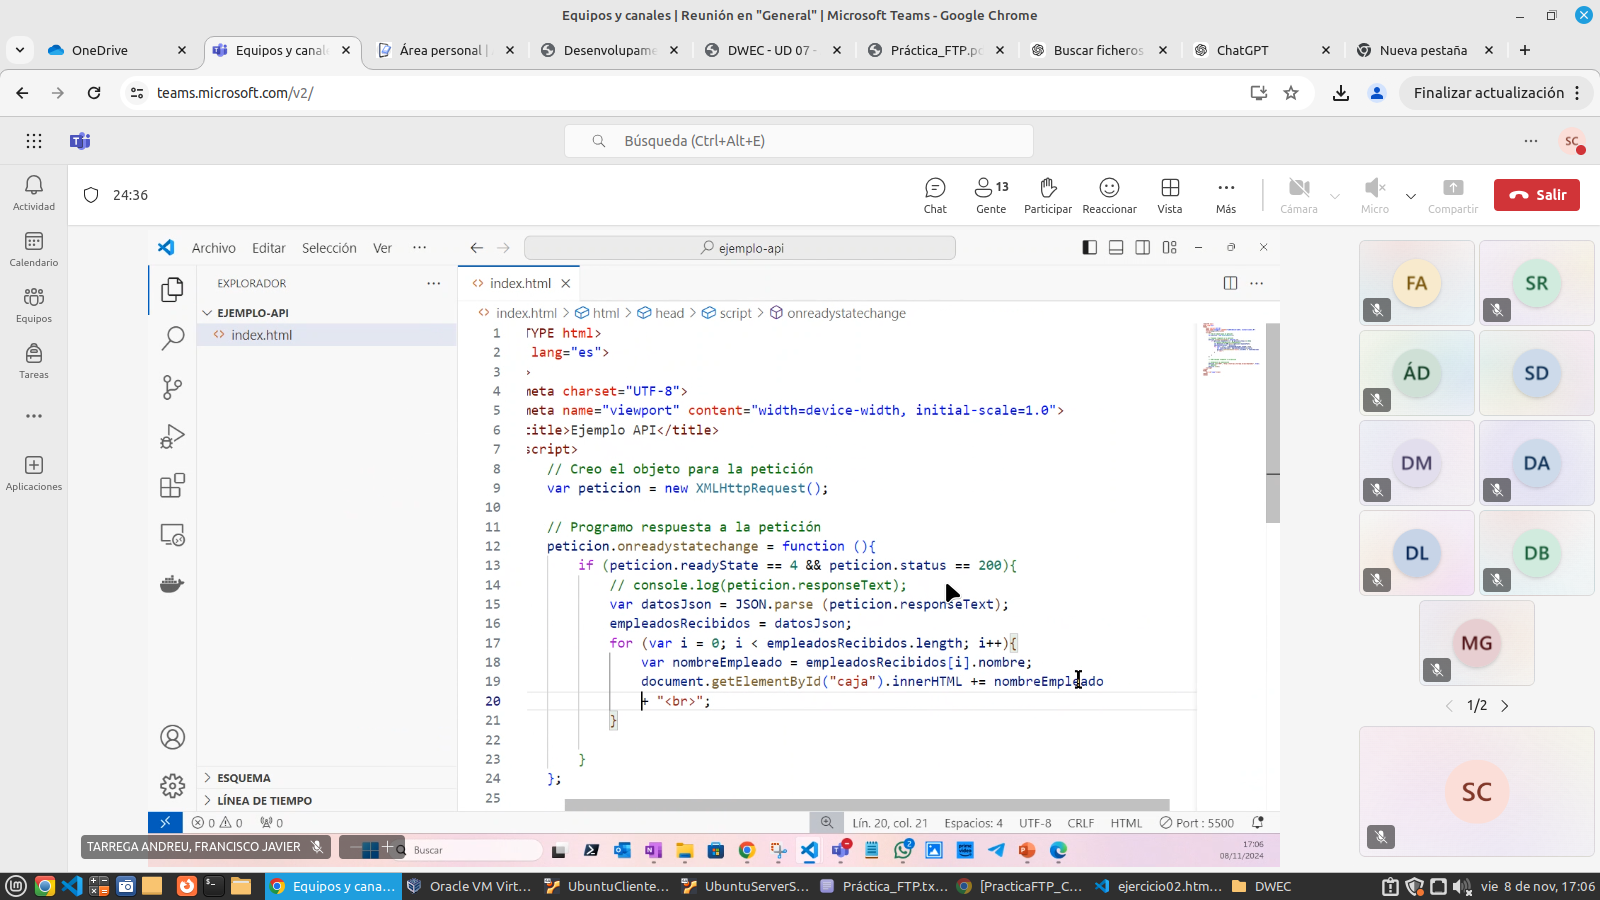 Equipos y canales | Reunión en "General" | Microsoft Teams - Google Chrome
OneDrive
Equipos y canale
Área personal |
Desenvolupame
DWEC - UD 07 -
Práctica_FTP.pd
Buscar ficheros
ChatGPT
Nueva pestaña
teams.microsoft.com/v2/
Finalizar actualización
Búsqueda (Ctrl+Alt+E)
SC
Actividad
Calendario
Equipos
Tareas
Aplicaciones
24:36
Chat
13
Gente
Participar
Reaccionar
Vista
Más
Cámara
Micro
Compartir
Salir
Archivo
Editar
Selección
Ver
ejemplo-api
EXPLORADOR
EJEMPLO-API
index.html
ESQUEMA
LÍNEA DE TIEMPO
index.html
index.html > html > head > script > onreadystatechange
1 TYPE html>
2 lang="es">
3 >
4 meta charset="UTF-8">
5 meta name="viewport" content="width=device-width, initial-scale=1.0">
6 title>Ejemplo API</title>
7 script>
8 // Creo el objeto para la petición
9 var peticion = new XMLHttpRequest();
10
11 // Programo respuesta a la petición
12 peticion.onreadystatechange = function (){
13 if (peticion.readyState == 4 && peticion.status == 200){
14 // console.log(peticion.responseText);
15 var datosJson = JSON.parse (peticion.responseText);
16 empleadosRecibidos = datosJson;
17 for (var i = 0; i < empleadosRecibidos.length; i++){
18 var nombreEmpleado = empleadosRecibidos[i].nombre;
19 document.getElementById("caja").innerHTML += nombreEmpleado
20 + "<br>";
21 }
22
23 }
24 };
25
0 0 0
Lín. 20, col. 21
Espacios: 4
UTF-8
CRLF
HTML
Port : 5500
TARREGA ANDREU, FRANCISCO JAVIER
Buscar
17:06
08/11/2024
FA
SR
ÁD
SD
DM
DA
DL
DB
MG
1/2
SC
Equipos y cana...
Oracle VM Virt...
UbuntuCliente...
UbuntuServerS...
Práctica_FTP.tx...
[PracticaFTP_C...
ejercicio02.htm...
DWEC
vie 8 de nov, 17:06